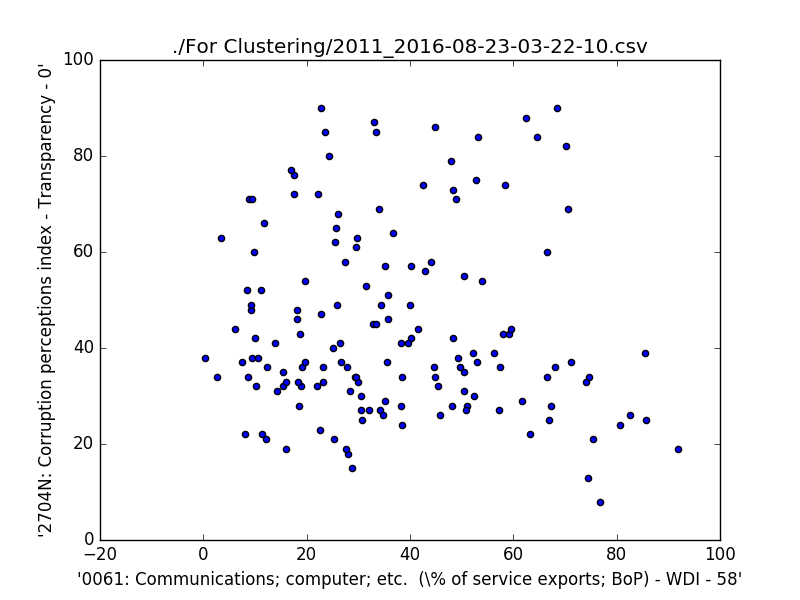 ./For Clustering/2011_2016-08-23-03-22-10.csv
100
80
60
40
20
0
'2704N: Corruption perceptions index - Transparency - 0'
−20 0 20 40 60 80 100
'0061: Communications; computer; etc.  (\% of service exports; BoP) - WDI - 58'